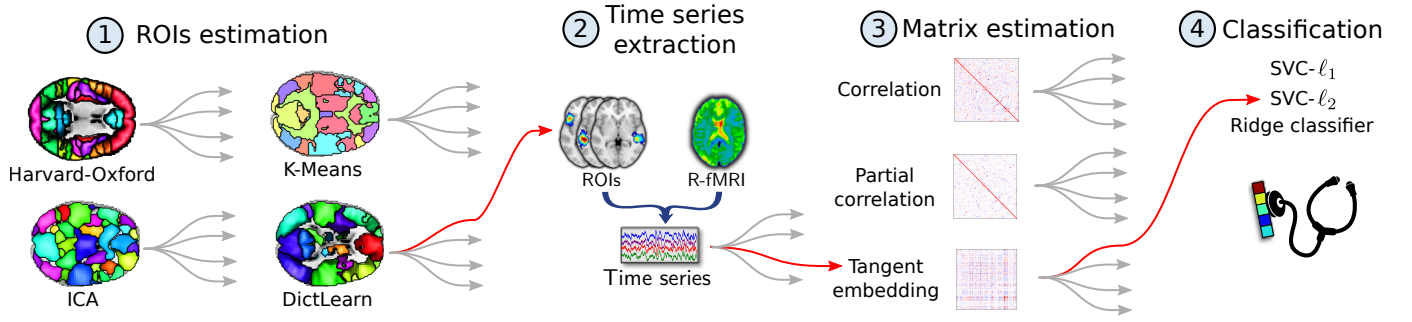 1 ROIs estimation
Harvard-Oxford
K-Means
ICA
DictLearn
2 Time series
extraction
ROIs
R-fMRI
Time series
3 Matrix estimation
Correlation
Partial
correlation
Tangent
embedding
4 Classification
SVC-ℓ₁
SVC-ℓ₂
Ridge classifier